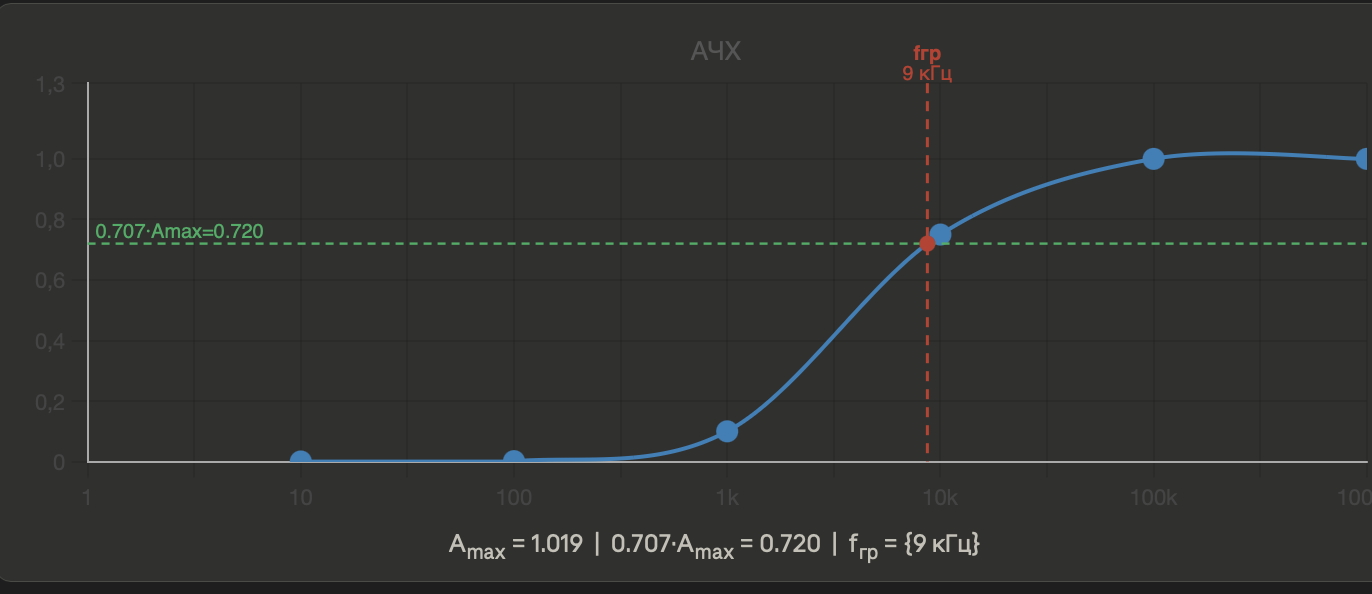 АЧХ
fгр
9 кГц
1,3
1,0
0,8
0.707·Amax=0.720
0,6
0,4
0,2
0
1 10 100 1k 10k 100k 100
Amax = 1.019 | 0.707·Amax = 0.720 | fгр = {9 кГц}